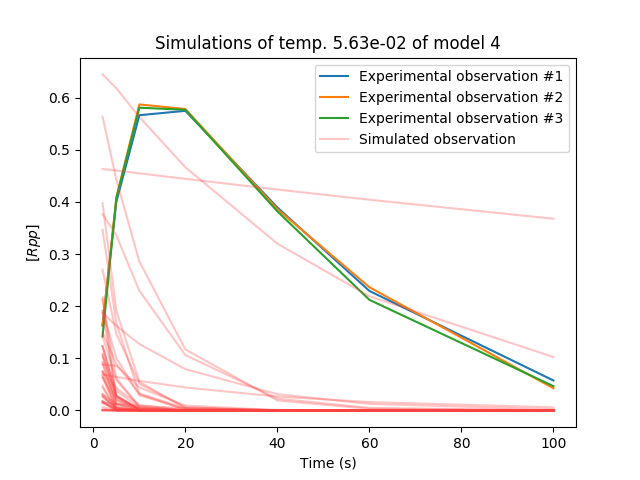 Simulations of temp. 5.63e-02 of model 4
Experimental observation #1
Experimental observation #2
Experimental observation #3
Simulated observation
[Rpp]
0.6
0.5
0.4
0.3
0.2
0.1
0.0
0 20 40 60 80 100
Time (s)